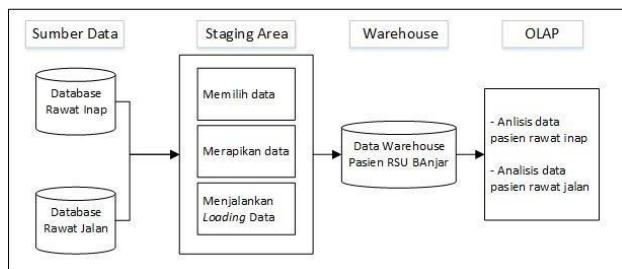 Sumber Data
Staging Area
Warehouse
OLAP
Database
Rawat Inap
Database
Rawat Jalan
Memilih data
Merapikan data
Menjalankan
Loading Data
Data Warehouse
Pasien RSU BAnjar
- Anlisis data
pasien rawat inap
- Analisis data
pasien rawat jalan